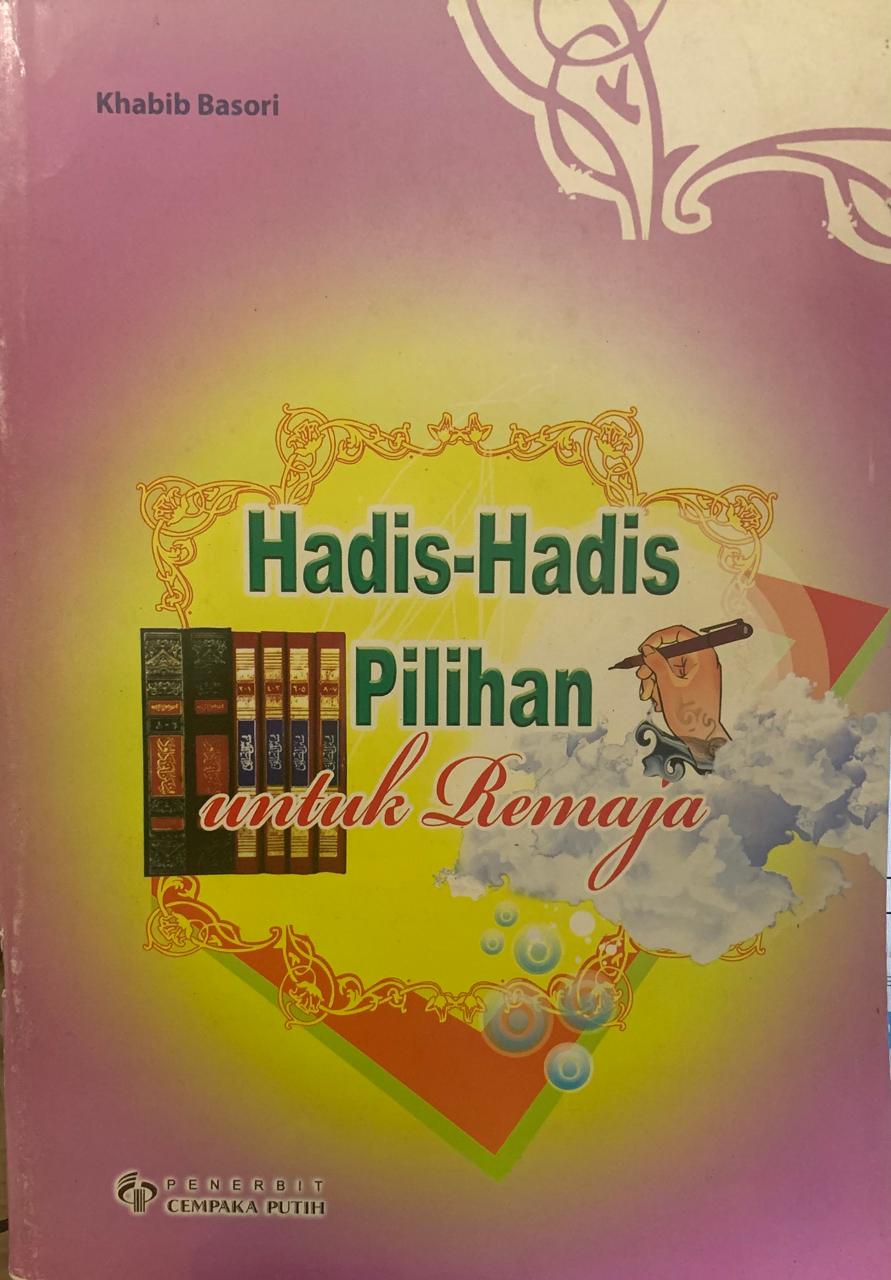 Khabib Basori
Hadis-Hadis
Pilihan
untuk Remaja
PENERBIT
CEMPAKA PUTIH